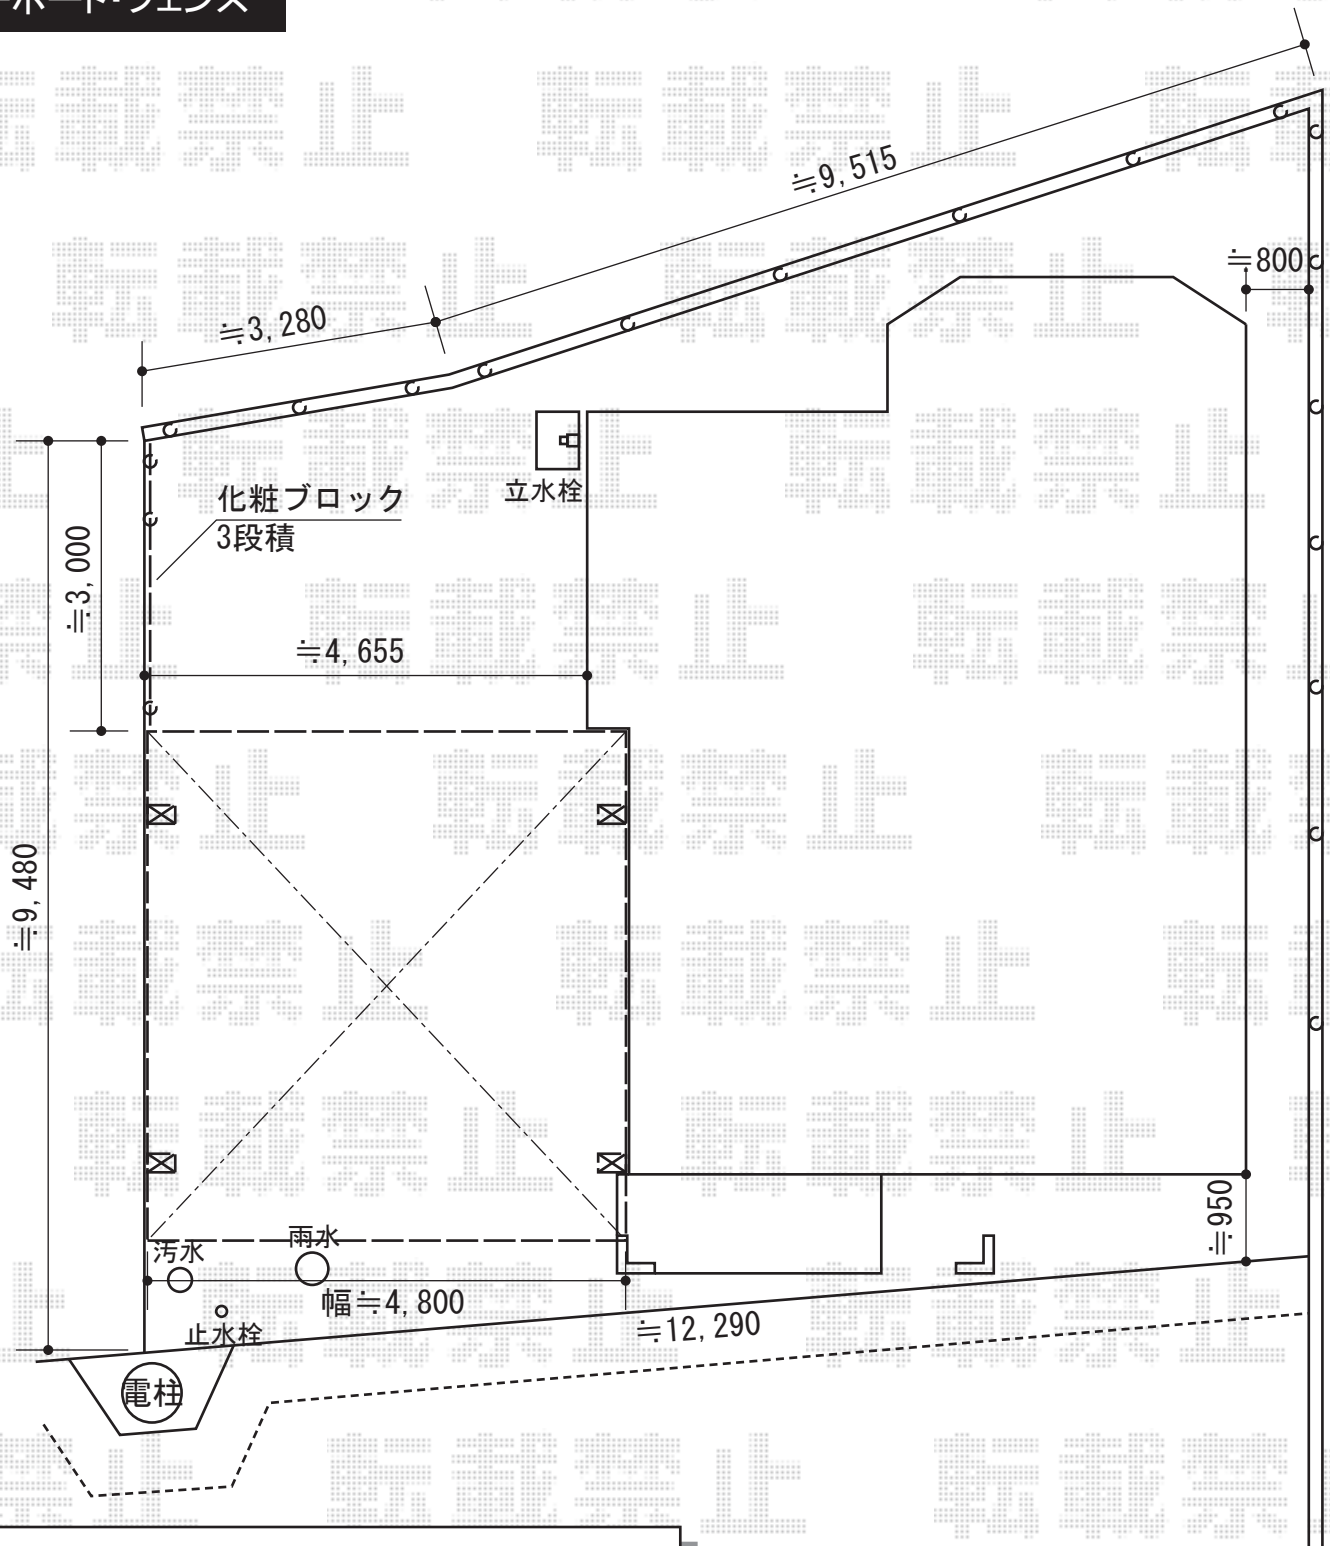 ーポート・フェンス
≒9,515
≒800
≒3,280
化粧ブロック
3段積
立水栓
≒3,000
≒4,655
≒9,480
≒950
汚水
雨水
幅≒4,800
止水栓
≒12,290
電柱
転載禁止